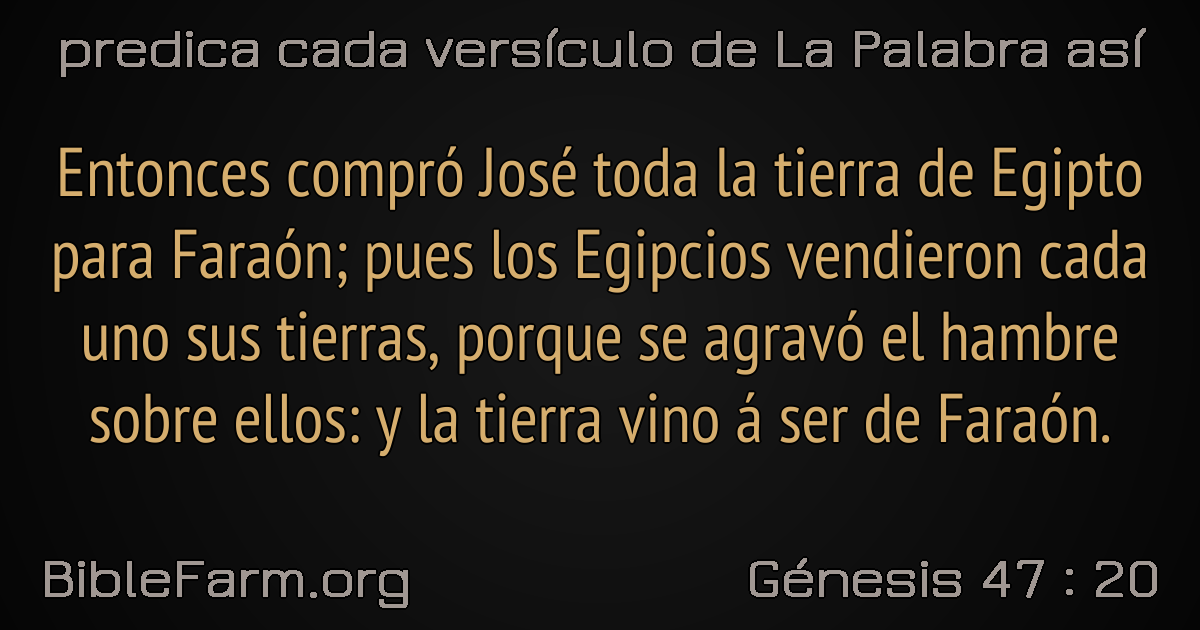 predica cada versículo de La Palabra así
Entonces compró José toda la tierra de Egipto
para Faraón; pues los Egipcios vendieron cada
uno sus tierras, porque se agravó el hambre
sobre ellos: y la tierra vino á ser de Faraón.
BibleFarm.org
Génesis 47 : 20